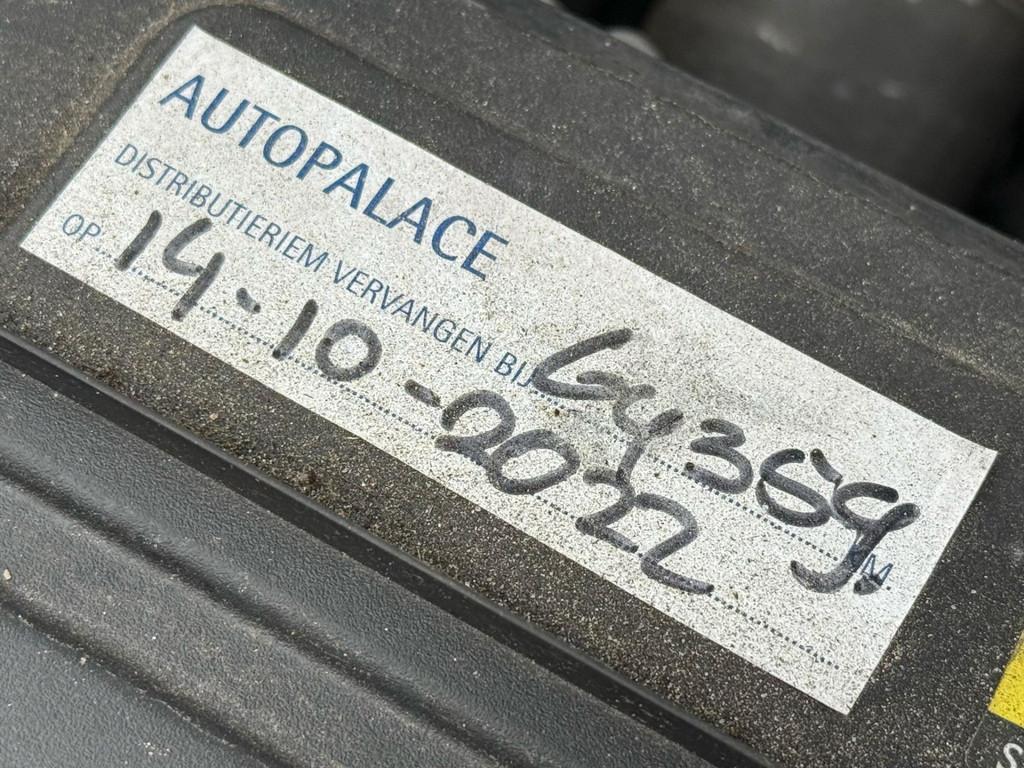 AUTOPALACE
DISTRIBUTIERIEM VERVANGEN BIJ 64359 KM.
OP 14-10-2022
S